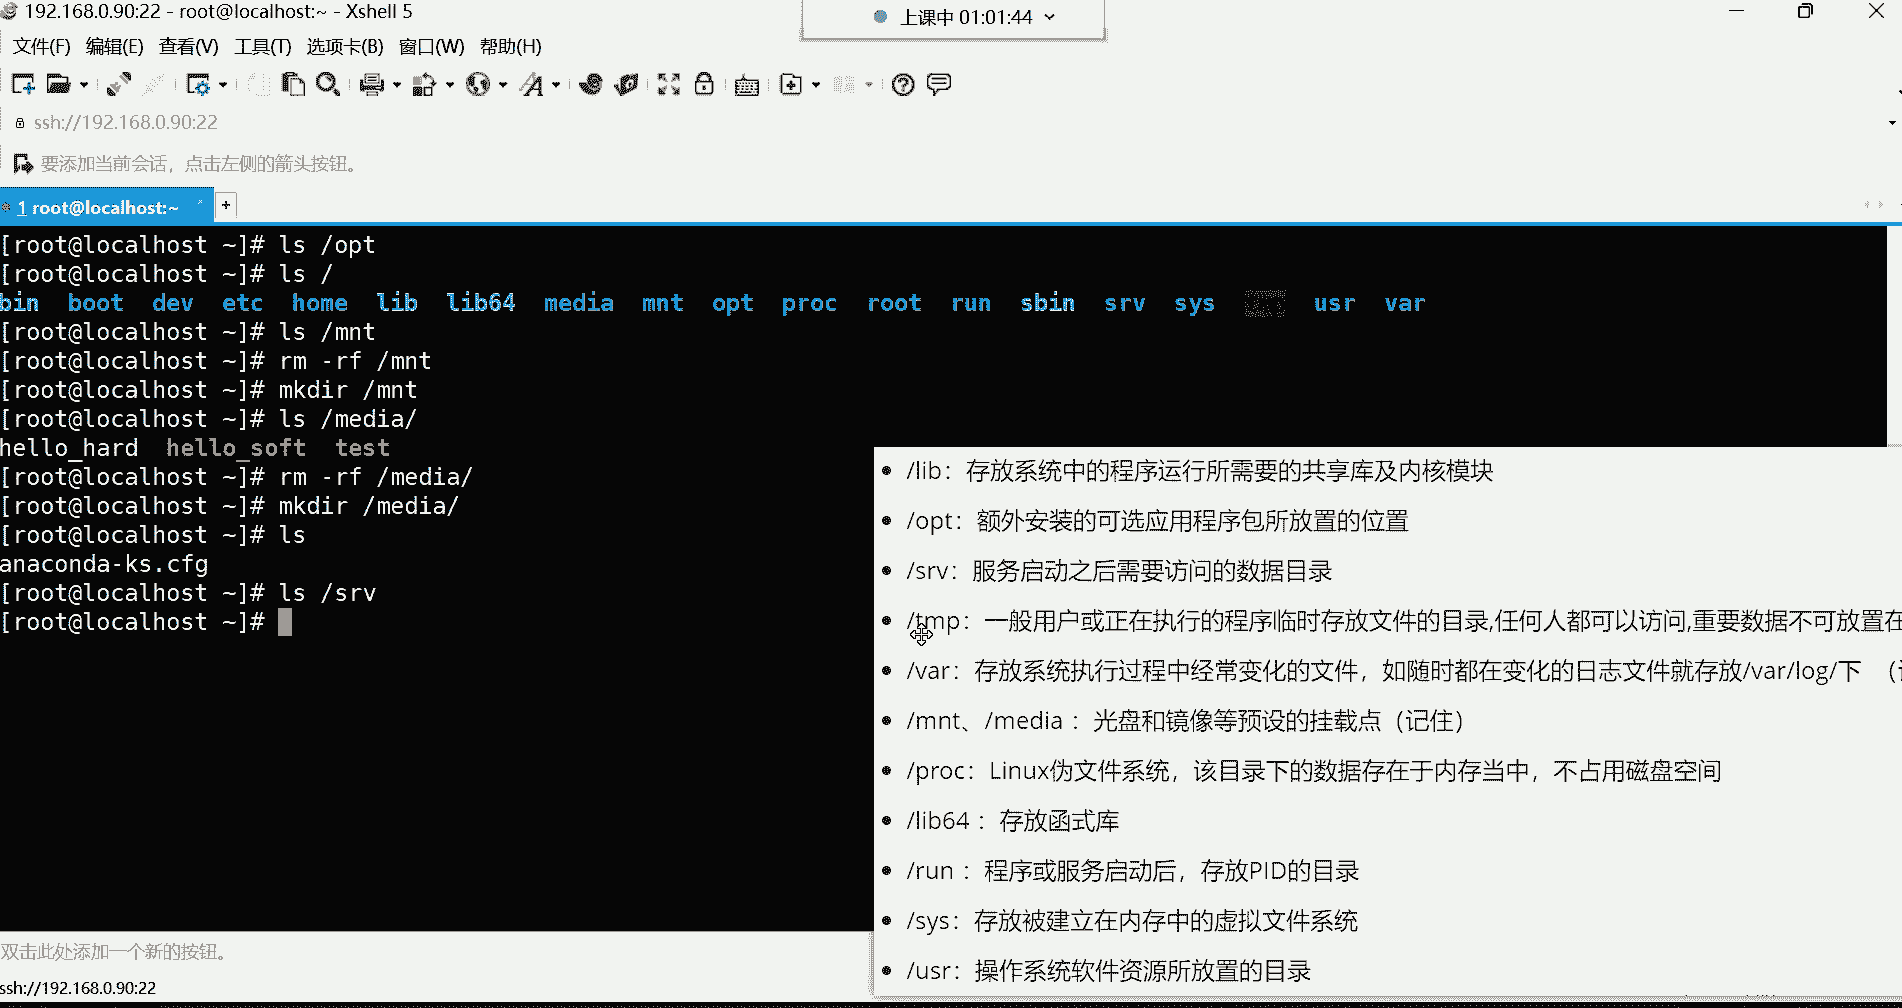 192.168.0.90:22 - root@localhost:~ - Xshell 5
上课中 01:01:44
文件(F) 编辑(E) 查看(V) 工具(T) 选项卡(B) 窗口(W) 帮助(H)
ssh://192.168.0.90:22
要添加当前会话，点击左侧的箭头按钮。
1 root@localhost:~
[root@localhost ~]# ls /opt
[root@localhost ~]# ls /
bin boot dev etc home lib lib64 media mnt opt proc root run sbin srv sys usr var
[root@localhost ~]# ls /mnt
[root@localhost ~]# rm -rf /mnt
[root@localhost ~]# mkdir /mnt
[root@localhost ~]# ls /media/
hello_hard hello_soft test
[root@localhost ~]# rm -rf /media/
[root@localhost ~]# mkdir /media/
[root@localhost ~]# ls
anaconda-ks.cfg
[root@localhost ~]# ls /srv
[root@localhost ~]#
• /lib：存放系统中的程序运行所需要的共享库及内核模块
• /opt：额外安装的可选应用程序包所放置的位置
• /srv：服务启动之后需要访问的数据目录
• /tmp：一般用户或正在执行的程序临时存放文件的目录,任何人都可以访问,重要数据不可放置在
• /var：存放系统执行过程中经常变化的文件，如随时都在变化的日志文件就存放/var/log/下 （
• /mnt、/media ：光盘和镜像等预设的挂载点（记住）
• /proc：Linux伪文件系统，该目录下的数据存在于内存当中，不占用磁盘空间
• /lib64 ：存放函式库
• /run ：程序或服务启动后，存放PID的目录
• /sys：存放被建立在内存中的虚拟文件系统
• /usr：操作系统软件资源所放置的目录
双击此处添加一个新的按钮。
ssh://192.168.0.90:22